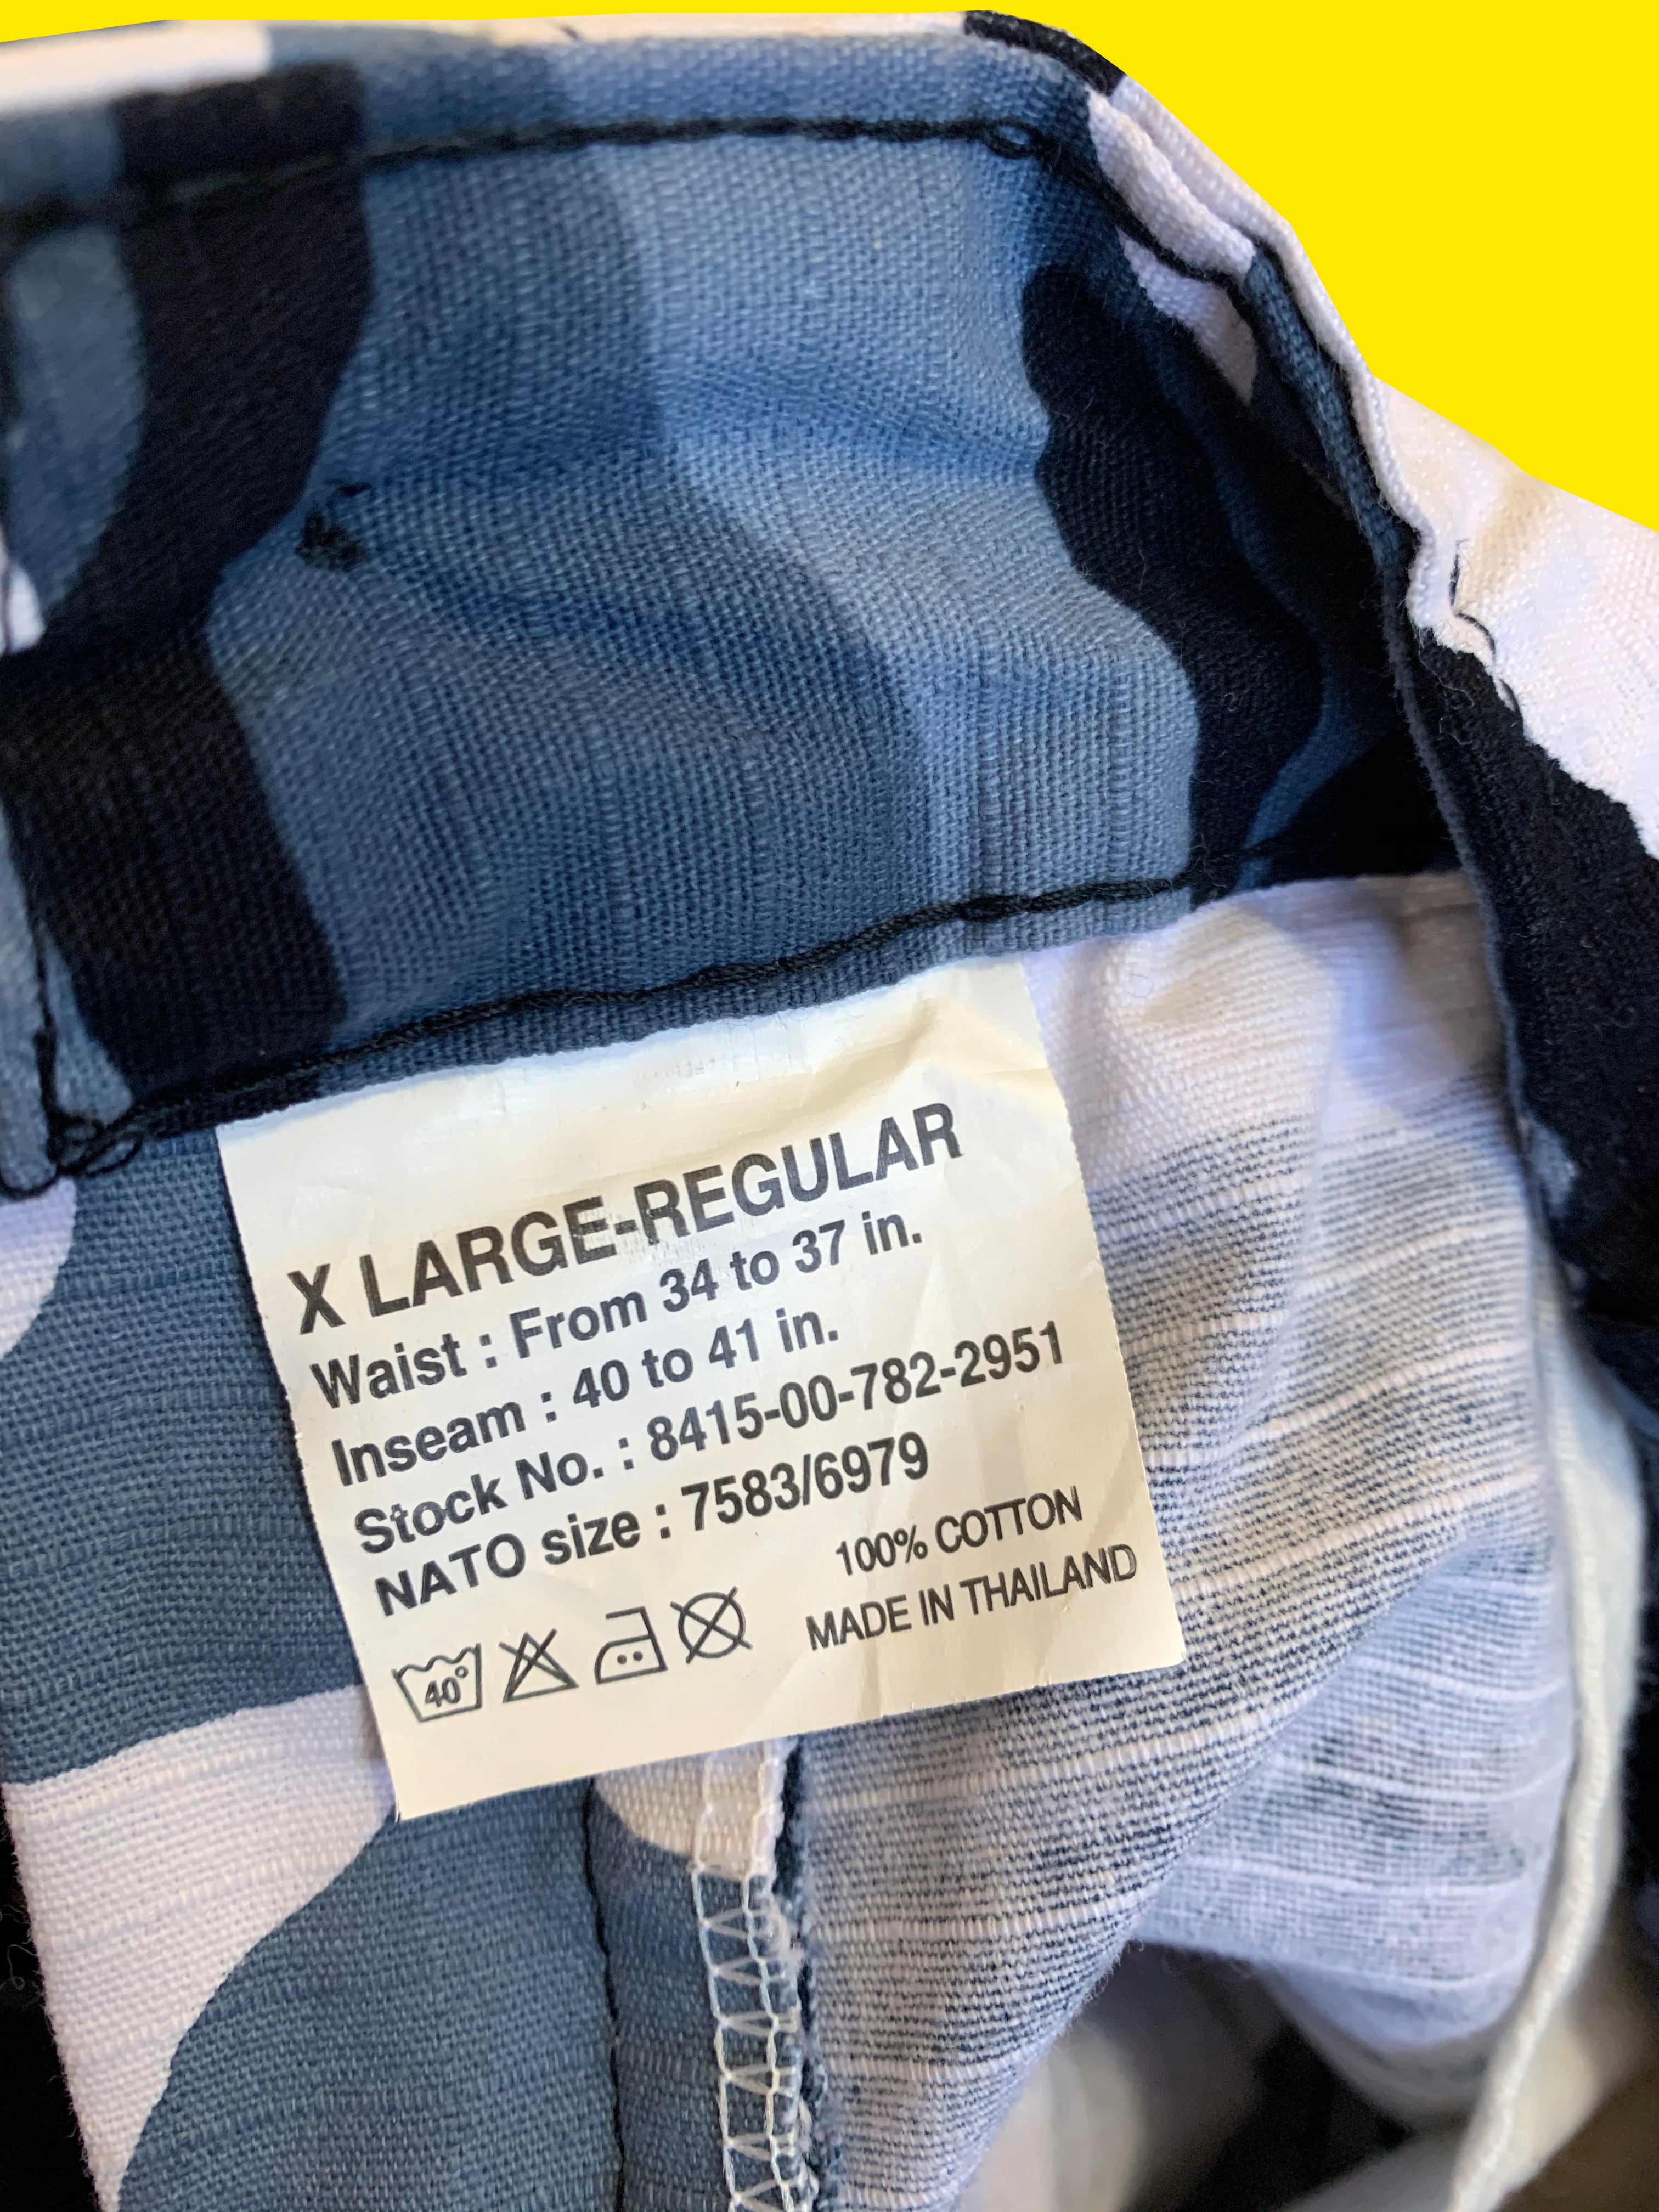 X LARGE-REGULAR
Waist : From 34 to 37 in.
Inseam : 40 to 41 in.
Stock No. : 8415-00-782-2951
NATO size : 7583/6979
100% COTTON
MADE IN THAILAND
40°